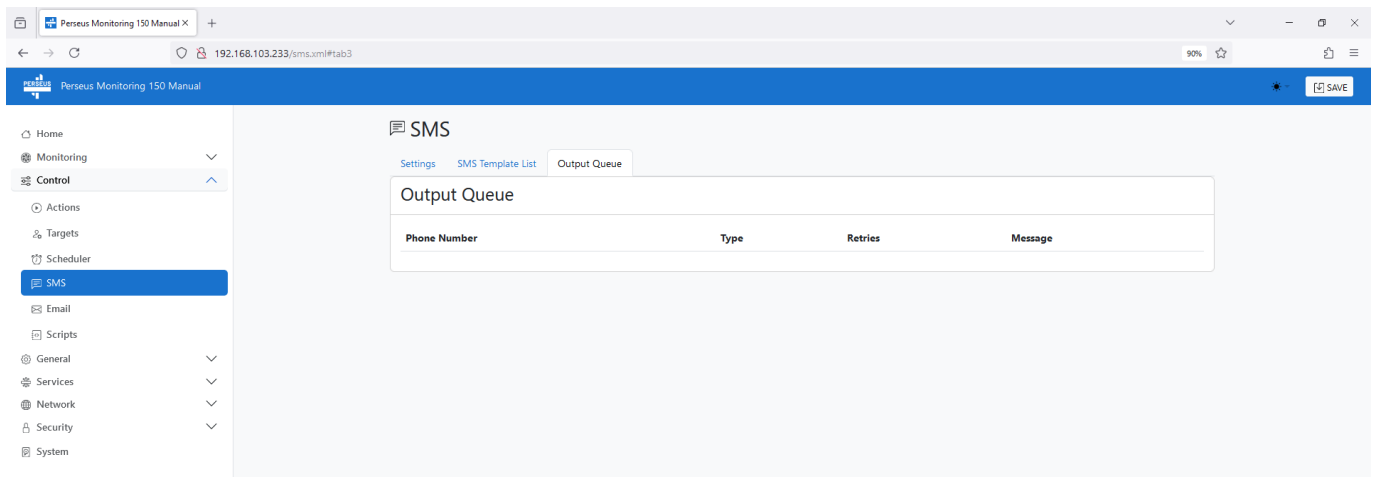 Perseus Monitoring 150 Manual
192.168.103.233/sms.xml#tab3
90%
PERSEUS Perseus Monitoring 150 Manual
SAVE
Home
Monitoring
Control
Actions
Targets
Scheduler
SMS
Email
Scripts
General
Services
Network
Security
System
SMS
Settings SMS Template List Output Queue
Output Queue
Phone Number Type Retries Message